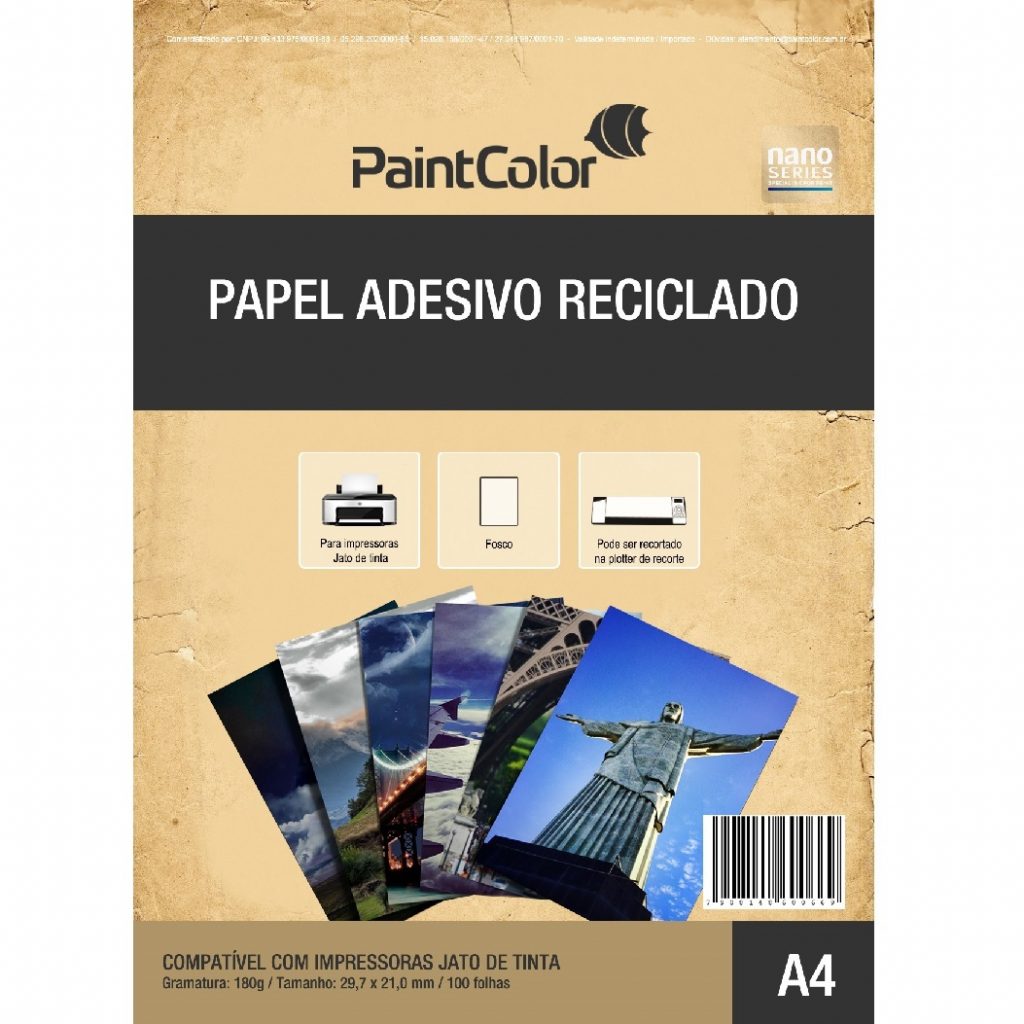 PaintColor
nano
SERIES
PAPEL ADESIVO RECICLADO
Para impressoras
Jato de tinta
Fosco
Pode ser recortado
na plotter de recorte
COMPATÍVEL COM IMPRESSORAS JATO DE TINTA
Gramatura: 180g / Tamanho: 29,7 x 21,0 mm / 100 folhas
A4